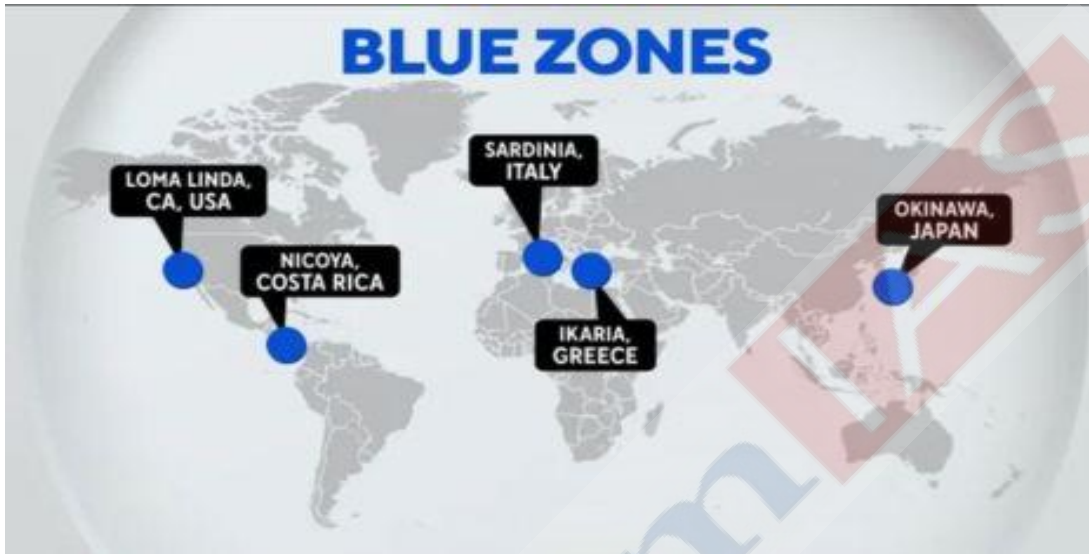 BLUE ZONES
LOMA LINDA,
CA, USA
NICOYA,
COSTA RICA
SARDINIA,
ITALY
IKARIA,
GREECE
OKINAWA,
JAPAN